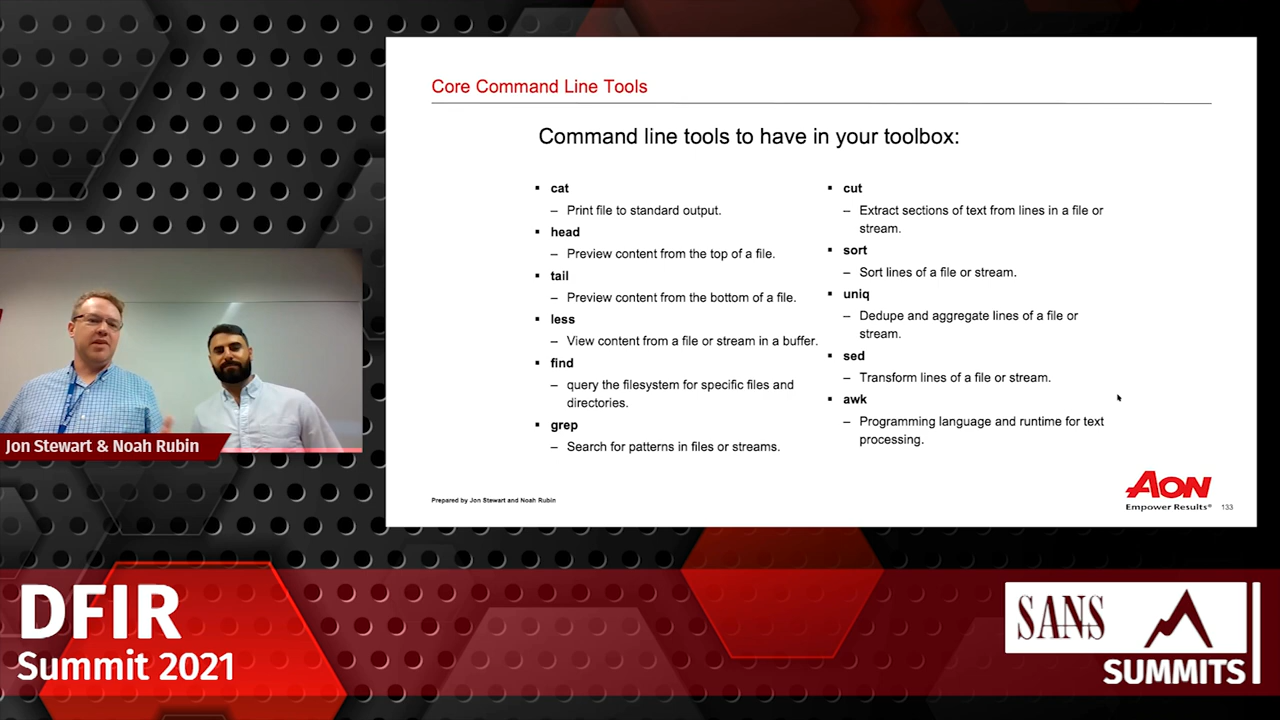 Core Command Line Tools
Command line tools to have in your toolbox:
▪ cat
– Print file to standard output.
▪ head
– Preview content from the top of a file.
▪ tail
– Preview content from the bottom of a file.
▪ less
– View content from a file or stream in a buffer.
▪ find
– query the filesystem for specific files and
directories.
▪ grep
– Search for patterns in files or streams.
▪ cut
– Extract sections of text from lines in a file or
stream.
▪ sort
– Sort lines of a file or stream.
▪ uniq
– Dedupe and aggregate lines of a file or
stream.
▪ sed
– Transform lines of a file or stream.
▪ awk
– Programming language and runtime for text
processing.
Prepared by Jon Stewart and Noah Rubin
AON
Empower Results®
133
Jon Stewart & Noah Rubin
DFIR
Summit 2021
SANS
SUMMITS